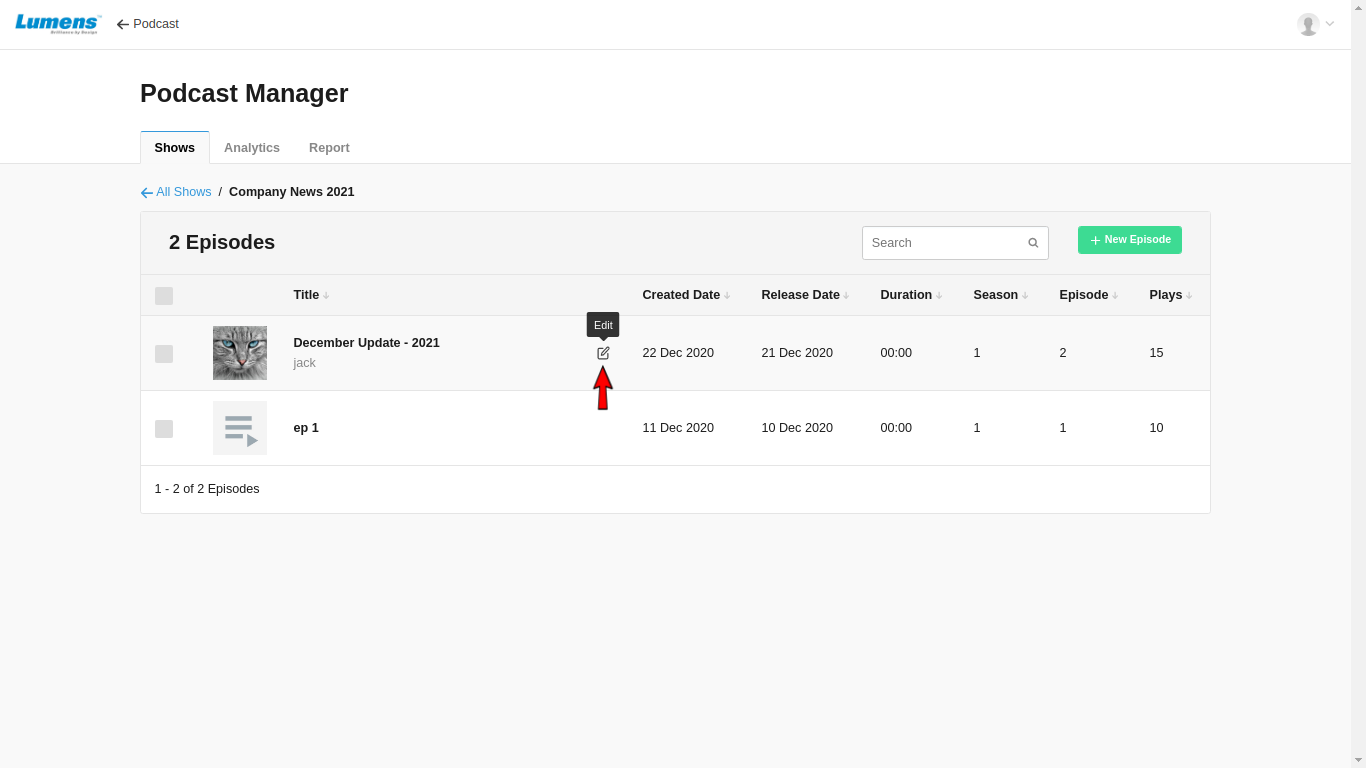 Lumens™
Brilliance by Design
Podcast
Podcast Manager
Shows Analytics Report
All Shows / Company News 2021
2 Episodes Search New Episode
Title Created Date Release Date Duration Season Episode Plays
Edit
December Update - 2021 22 Dec 2020 21 Dec 2020 00:00 1 2 15
jack
ep 1 11 Dec 2020 10 Dec 2020 00:00 1 1 10
1 - 2 of 2 Episodes